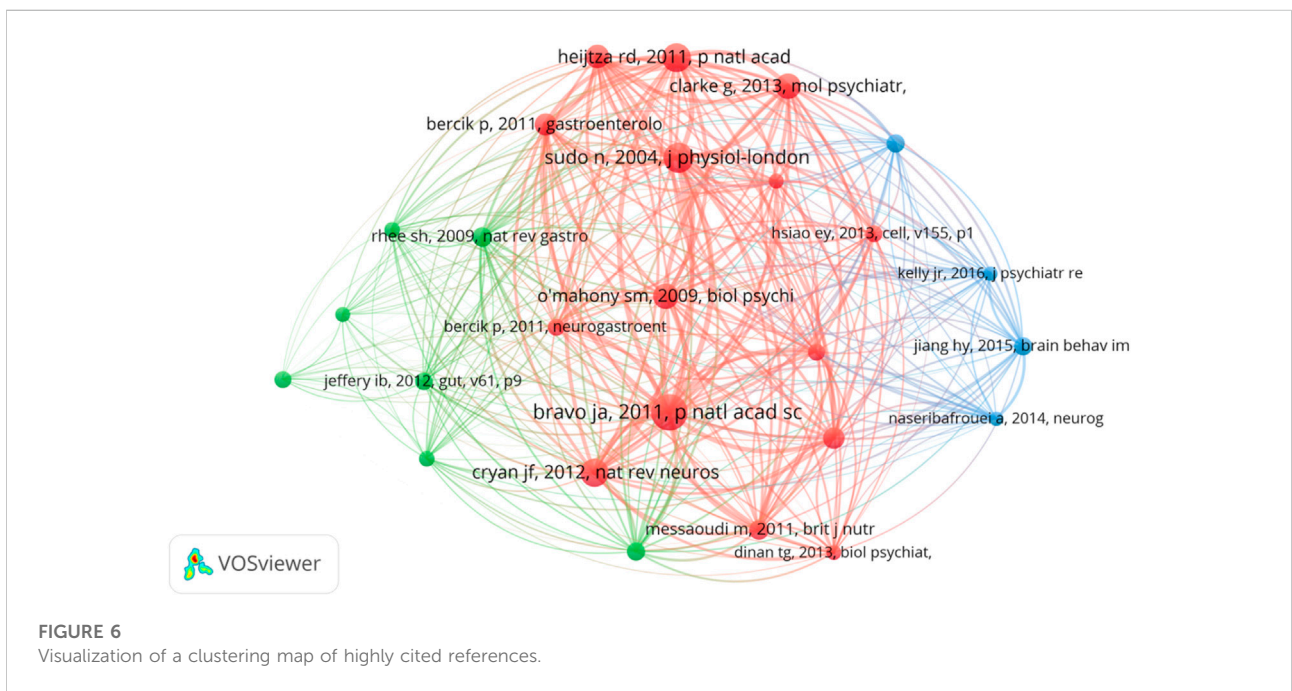 heijtza rd, 2011, p natl acad
clarke g, 2013, mol psychiatr,
bercik p, 2011, gastroenterolo
sudo n, 2004, j physiol-london
rhee sh, 2009, nat rev gastro
hsiao ey, 2013, cell, v155, p1
kelly jr, 2016, j psychiatr re
o'mahony sm, 2009, biol psychi
bercik p, 2011, neurogastroent
jiang hy, 2015, brain behav im
jeffery ib, 2012, gut, v61, p9
bravo ja, 2011, p natl acad sc
naseribafrouei a, 2014, neurog
cryan jf, 2012, nat rev neuros
messaoudi m, 2011, brit j nutr
dinan tg, 2013, biol psychiat,
VOSviewer
FIGURE 6
Visualization of a clustering map of highly cited references.